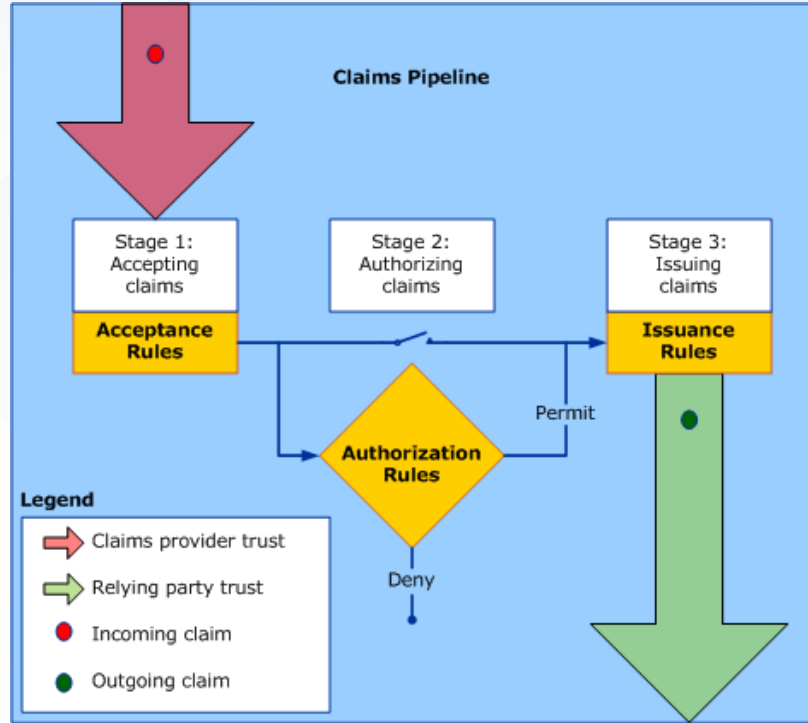 Claims Pipeline
Stage 1:
Accepting
claims
Acceptance
Rules
Stage 2:
Authorizing
claims
Stage 3:
Issuing
claims
Issuance
Rules
Permit
Authorization
Rules
Deny
Legend
Claims provider trust
Relying party trust
Incoming claim
Outgoing claim